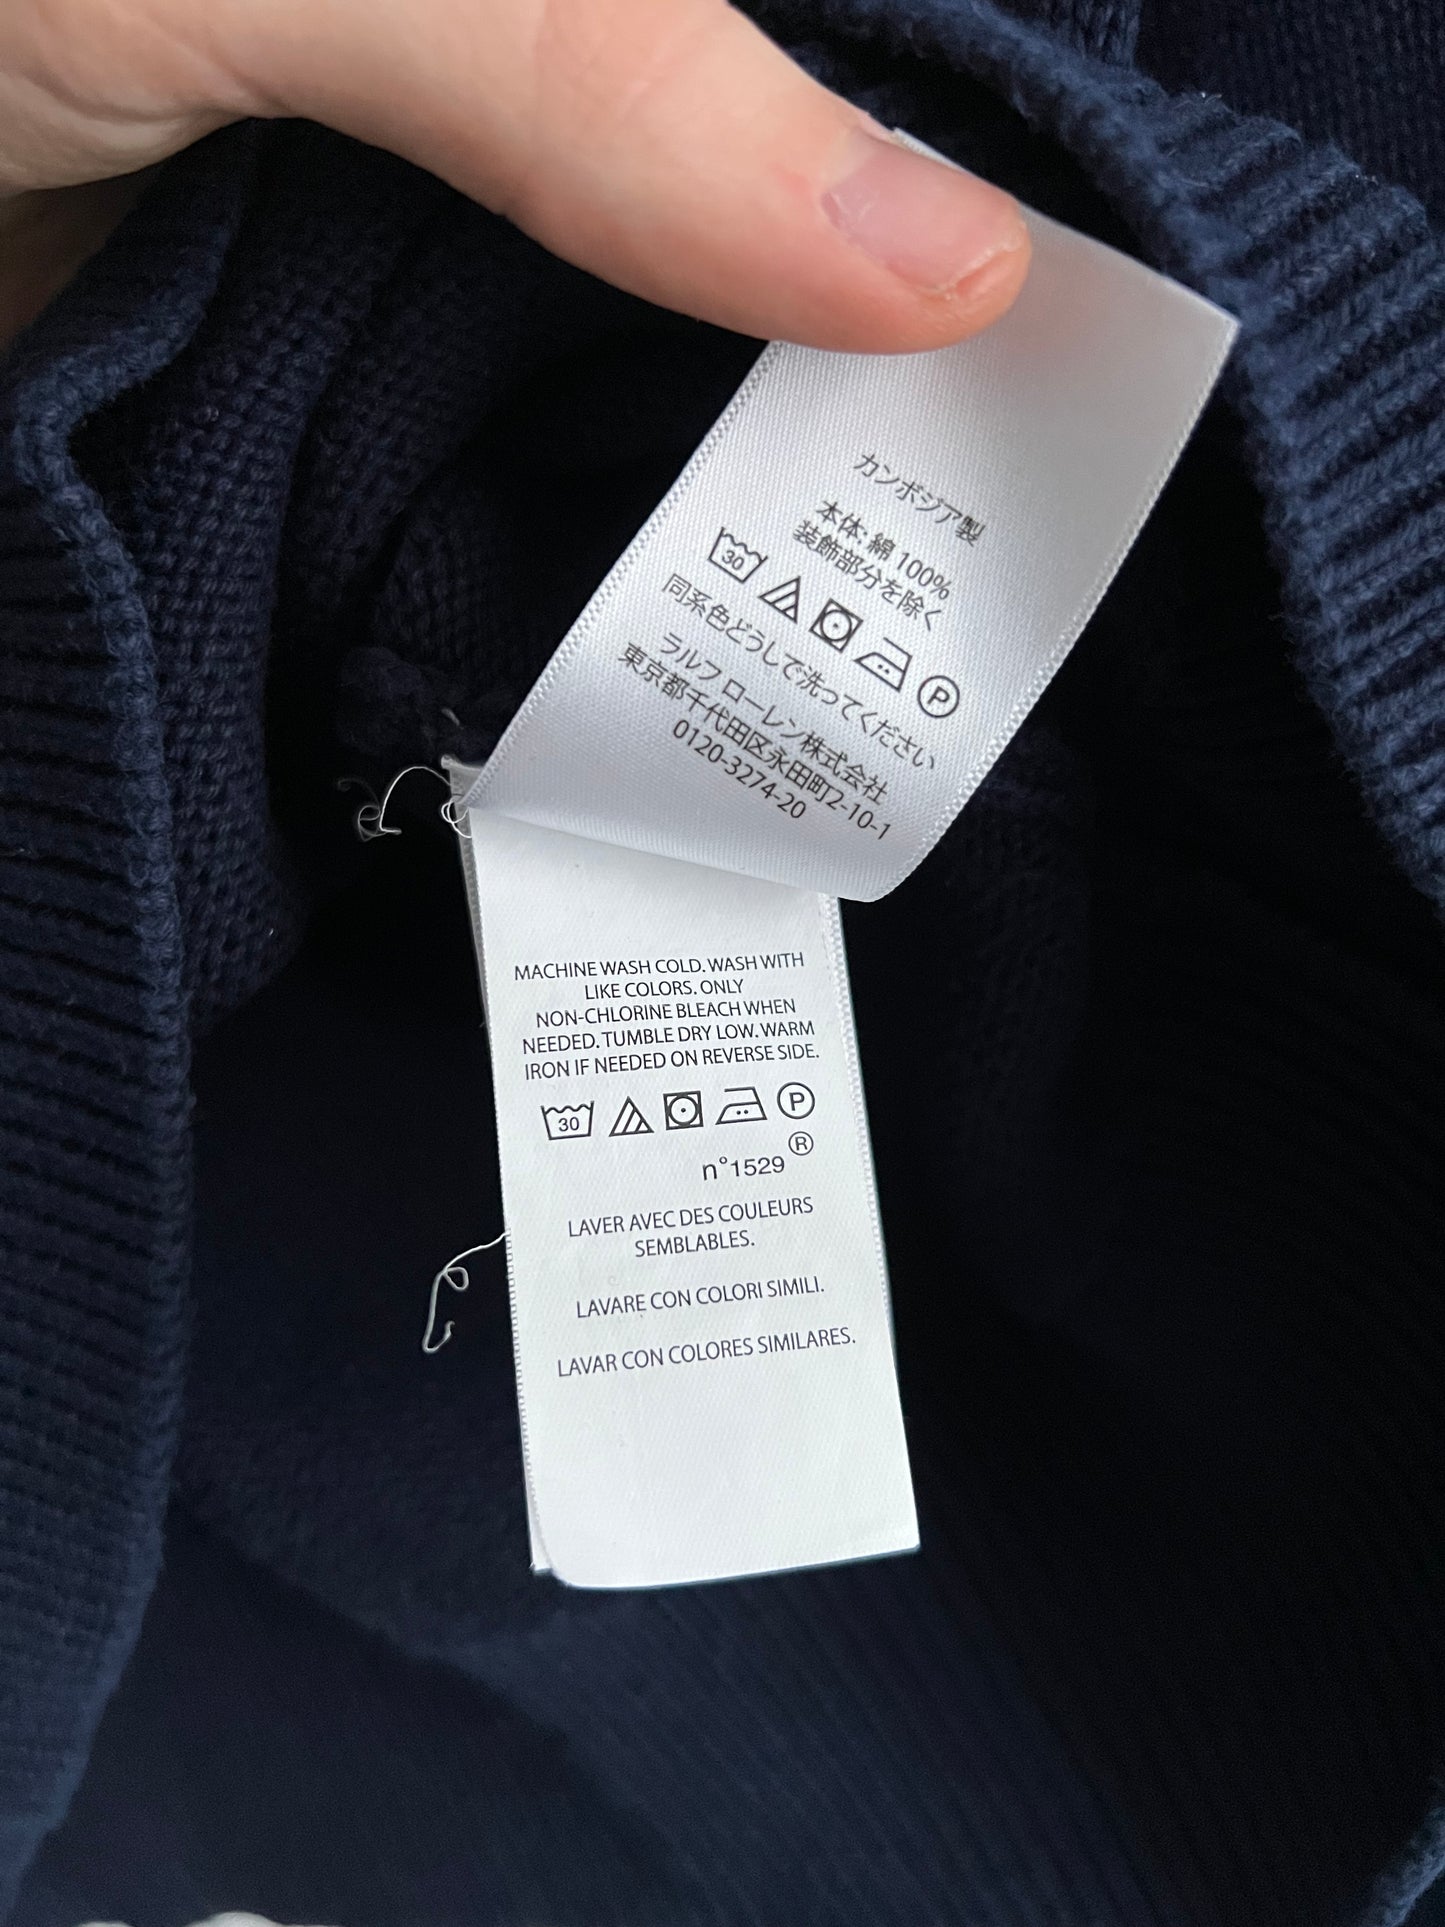 カンボジア製
本体: 綿 100%
装飾部分を除く
30 P
同系色どうしで洗ってください
ラルフ ローレン株式会社
東京都千代田区永田町2-10-1
0120-3274-20
MACHINE WASH COLD. WASH WITH
LIKE COLORS. ONLY
NON-CHLORINE BLEACH WHEN
NEEDED. TUMBLE DRY LOW. WARM
IRON IF NEEDED ON REVERSE SIDE.
30 P
n°1529 ®
LAVER AVEC DES COULEURS
SEMBLABLES.
LAVARE CON COLORI SIMILI.
LAVAR CON COLORES SIMILARES.